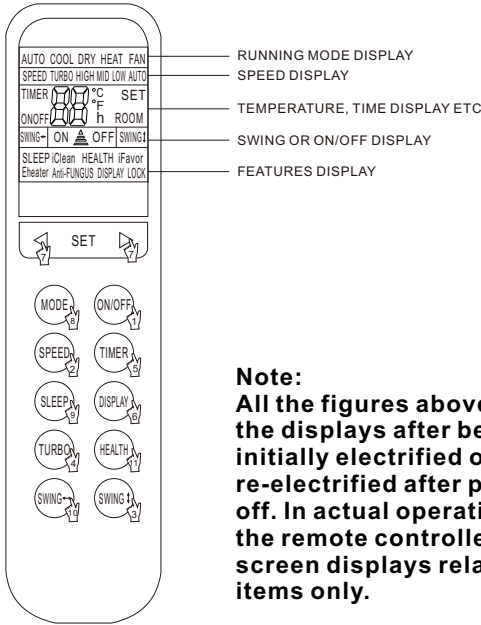 AUTO COOL DRY HEAT FAN
RUNNING MODE DISPLAY
SPEED TURBO HIGH MID LOW AUTO
SPEED DISPLAY
TIMER 88 °C SET
°F
ONOFF h ROOM
TEMPERATURE, TIME DISPLAY ETC
SWING↔ ON OFF SWING↕
SWING OR ON/OFF DISPLAY
SLEEP iClean HEALTH iFavor
Eheater Anti-FUNGUS DISPLAY LOCK
FEATURES DISPLAY
SET
7 7
MODE ON/OFF
8 1
SPEED TIMER
2 5
SLEEP DISPLAY
9 6
TURBO HEALTH
4 11
SWING↔ SWING↕
10 3
Note:
All the figures above
the displays after be
initially electrified o
re-electrified after p
off. In actual operati
the remote controlle
screen displays rela
items only.